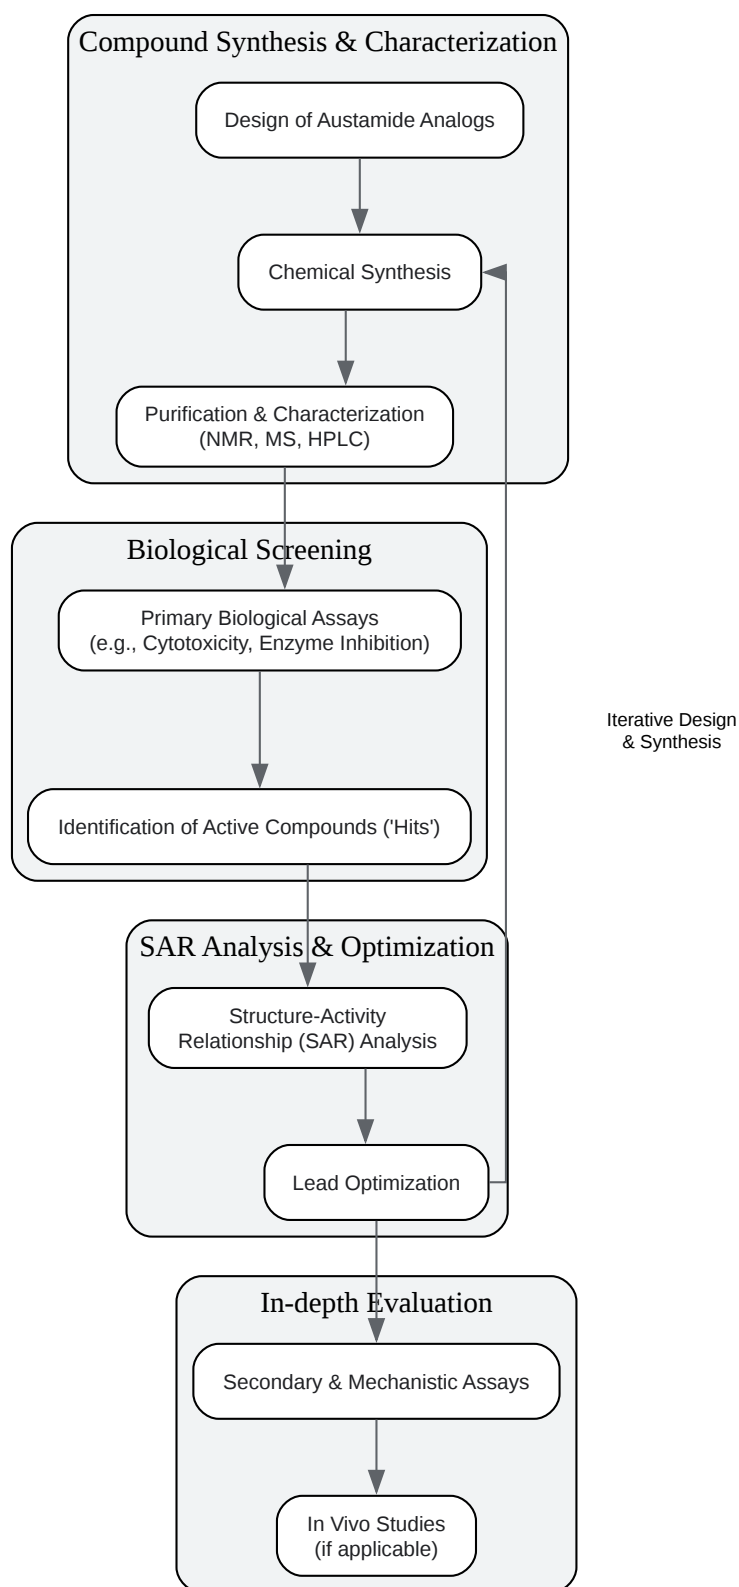 Compound Synthesis & Characterization
Design of Austamide Analogs
Chemical Synthesis
Purification & Characterization
(NMR, MS, HPLC)
Biological Screening
Primary Biological Assays
(e.g., Cytotoxicity, Enzyme Inhibition)
Iterative Design
& Synthesis
Identification of Active Compounds ('Hits')
SAR Analysis & Optimization
Structure-Activity
Relationship (SAR) Analysis
Lead Optimization
In-depth Evaluation
Secondary & Mechanistic Assays
In Vivo Studies
(if applicable)